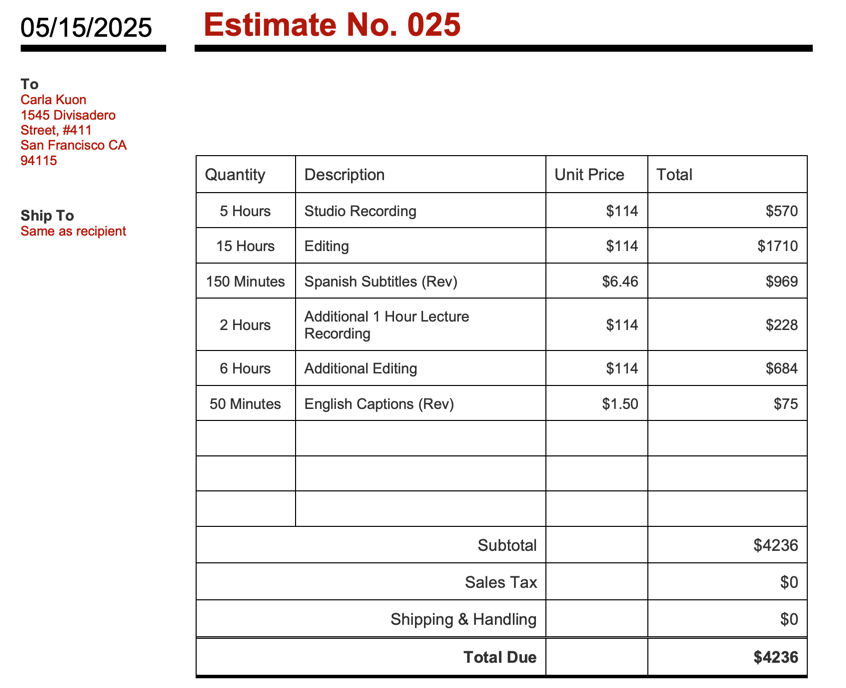 05/15/2025
Estimate No. 025
To
Carla Kuon
1545 Divisadero
Street, #411
San Francisco CA
94115
Ship To
Same as recipient
Quantity Description Unit Price Total
5 Hours Studio Recording $114 $570
15 Hours Editing $114 $1710
150 Minutes Spanish Subtitles (Rev) $6.46 $969
2 Hours Additional 1 Hour Lecture
Recording $114 $228
6 Hours Additional Editing $114 $684
50 Minutes English Captions (Rev) $1.50 $75
Subtotal $4236
Sales Tax $0
Shipping & Handling $0
Total Due $4236